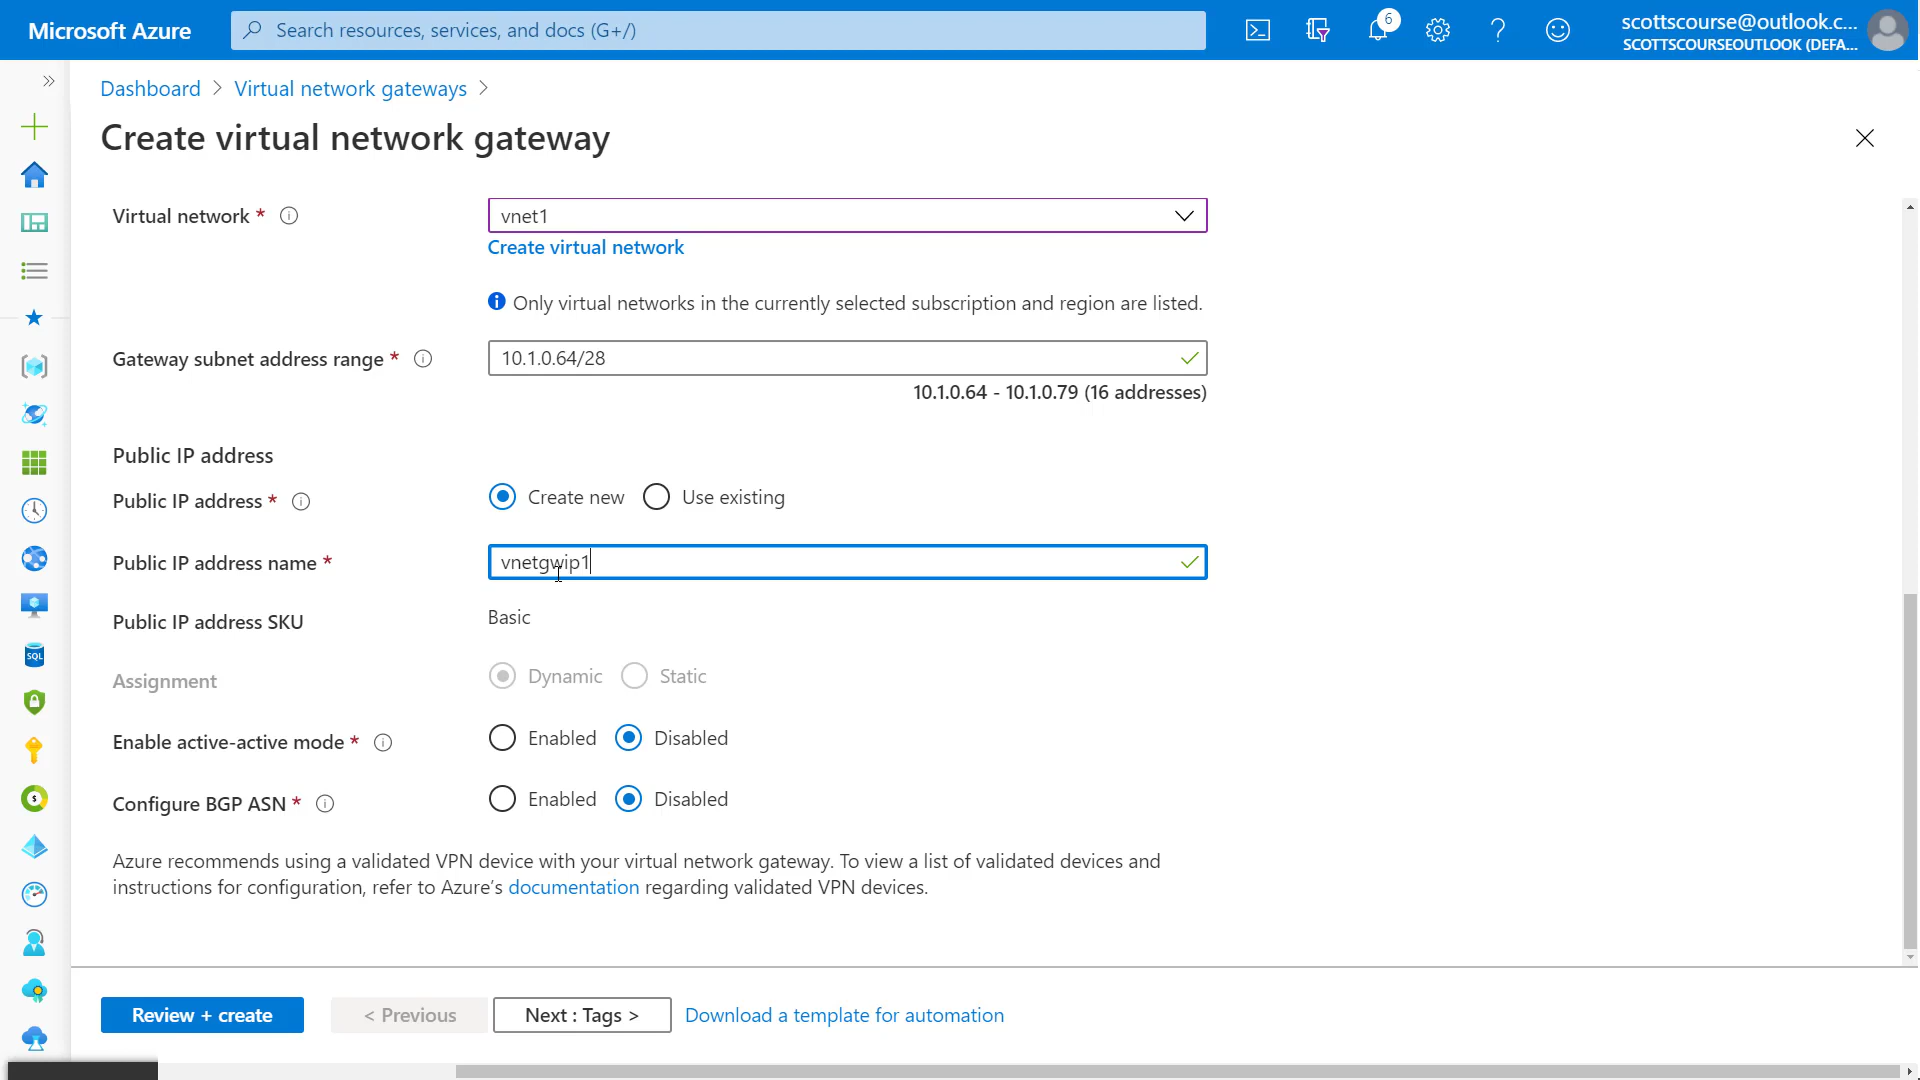 Microsoft Azure
Search resources, services, and docs (G+/)
6
scottscourse@outlook.c...
SCOTTSCOURSEOUTLOOK (DEFA...
Dashboard > Virtual network gateways >
Create virtual network gateway
Virtual network *
vnet1
Create virtual network
Only virtual networks in the currently selected subscription and region are listed.
Gateway subnet address range *
10.1.0.64/28
10.1.0.64 - 10.1.0.79 (16 addresses)
Public IP address
Public IP address *
Create new
Use existing
Public IP address name *
vnetgwip1
Public IP address SKU
Basic
Assignment
Dynamic
Static
Enable active-active mode *
Enabled
Disabled
Configure BGP ASN *
Enabled
Disabled
Azure recommends using a validated VPN device with your virtual network gateway. To view a list of validated devices and
instructions for configuration, refer to Azure's documentation regarding validated VPN devices.
SQL
Review + create
< Previous
Next : Tags >
Download a template for automation